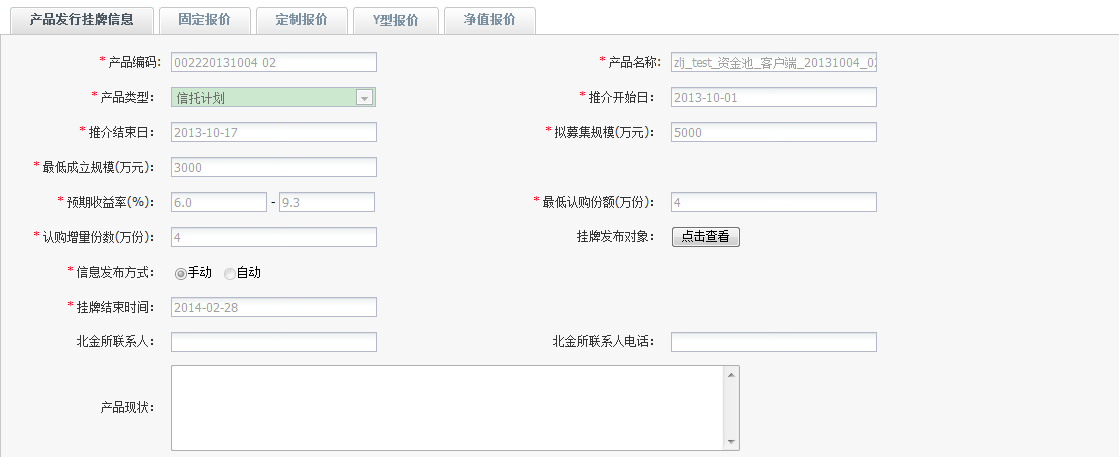 产品发行挂牌信息 固定报价 定制报价 Y型报价 净值报价
* 产品编码: 002220131004 02 * 产品名称: zlj_test_资金池_客户端_20131004_02
* 产品类型: 信托计划 * 推介开始日: 2013-10-01
* 推介结束日: 2013-10-17 * 拟募集规模(万元): 5000
* 最低成立规模(万元): 3000
* 预期收益率(%): 6.0 - 9.3 * 最低认购份额(万份): 4
* 认购增量份数(万份): 4 挂牌发布对象: 点击查看
* 信息发布方式: 手动 自动
* 挂牌结束时间: 2014-02-28
北金所联系人: 北金所联系人电话:
产品现状: